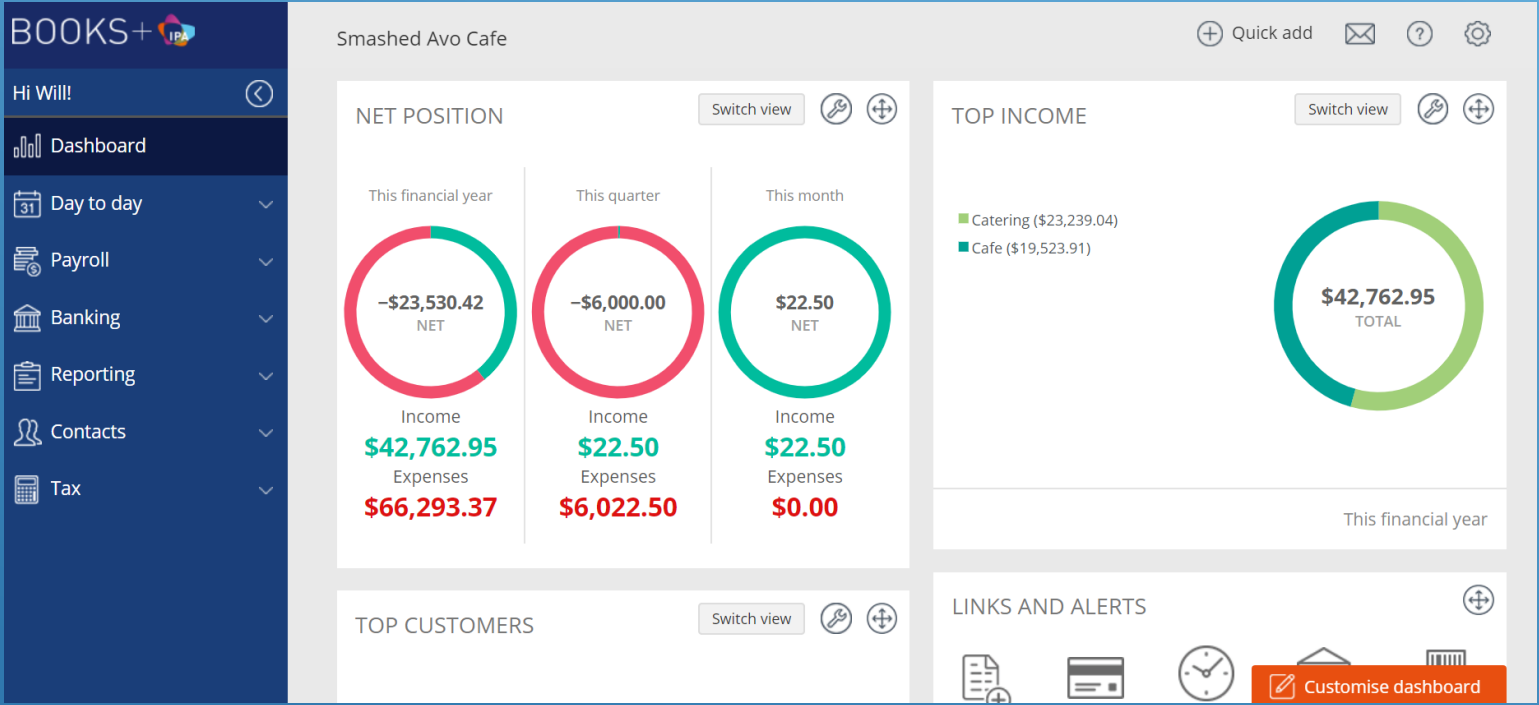 BOOKS+ IPA
Hi Will!
Dashboard
31 Day to day
Payroll
Banking
Reporting
Contacts
Tax
Smashed Avo Cafe
Quick add
?
NET POSITION
Switch view
This financial year
−$23,530.42
NET
Income
$42,762.95
Expenses
$66,293.37
This quarter
−$6,000.00
NET
Income
$22.50
Expenses
$6,022.50
This month
$22.50
NET
Income
$22.50
Expenses
$0.00
TOP INCOME
Switch view
Catering ($23,239.04)
Cafe ($19,523.91)
$42,762.95
TOTAL
This financial year
TOP CUSTOMERS
Switch view
LINKS AND ALERTS
Customise dashboard